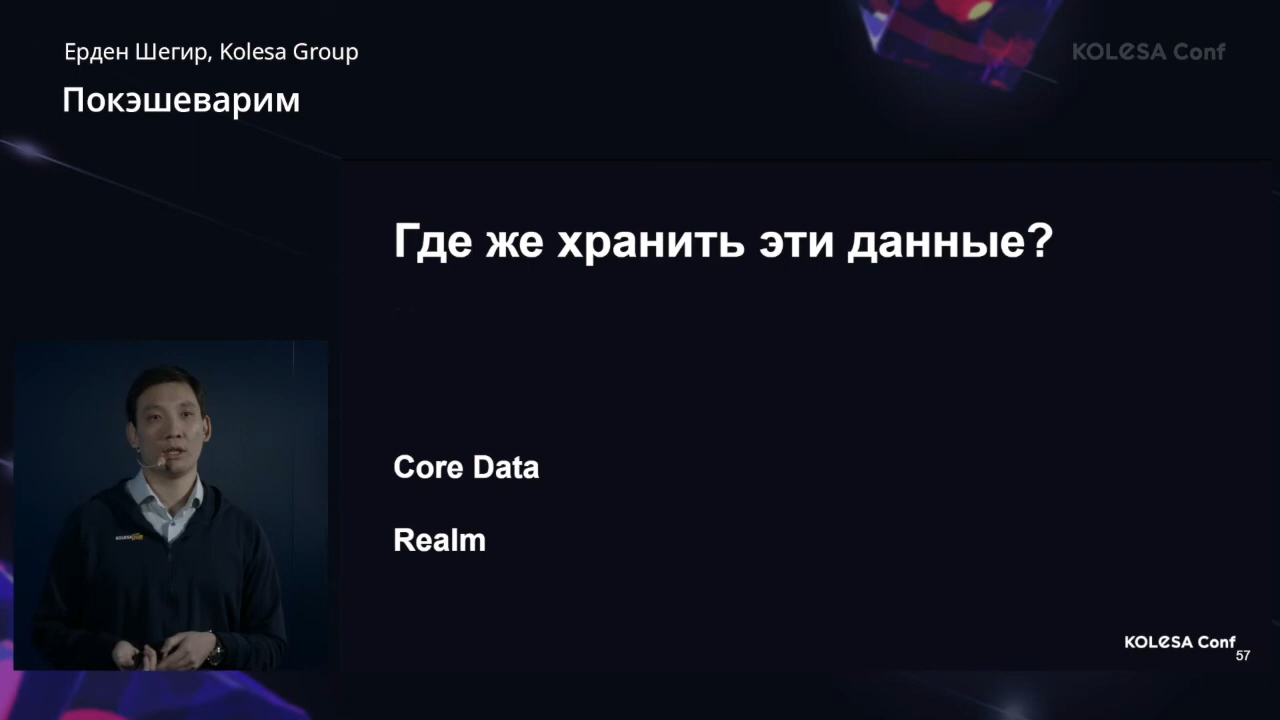 Ерден Шегир, Kolesa Group
Покэшеварим
KOLESA Conf
Где же хранить эти данные?
Core Data
Realm
KOLESA Conf
57